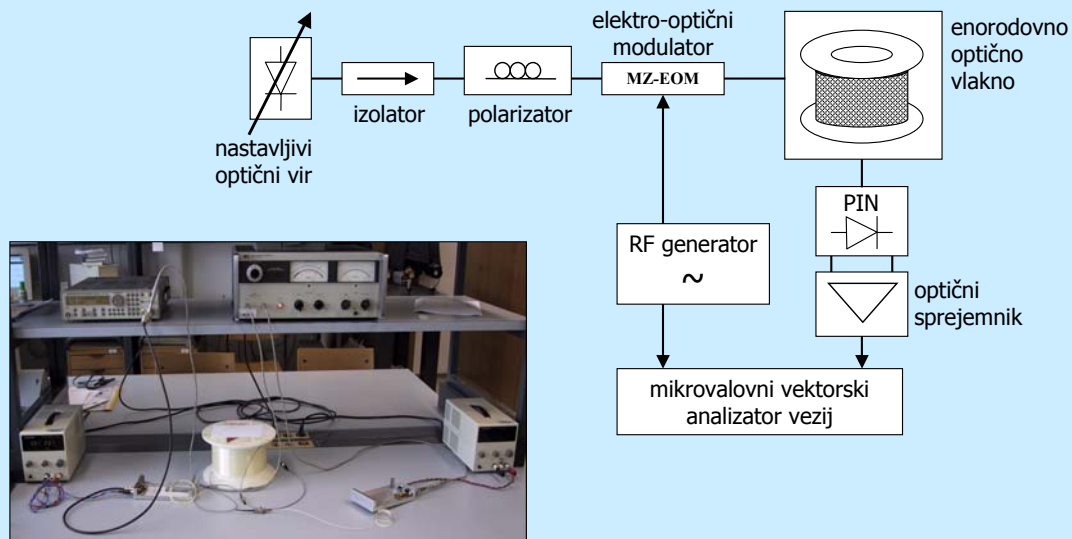 elektro-optični
modulator
enorodovno
optično
vlakno
MZ-EOM
izolator
polarizator
nastavljivi
optični vir
PIN
RF generator
~
optični
sprejemnik
mikrovalovni vektorski
analizator vezij